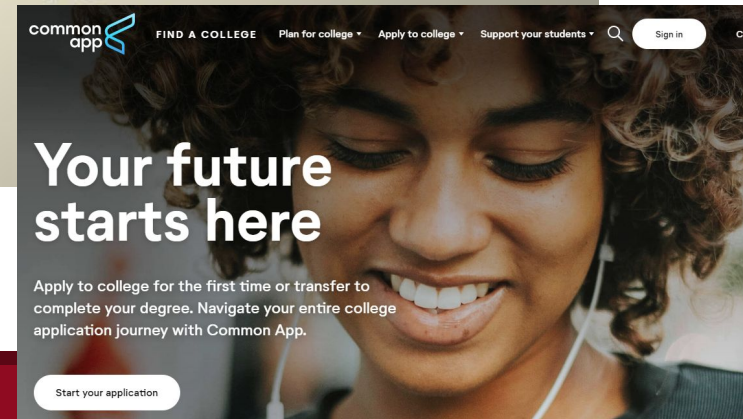 common
app
FIND A COLLEGE
Plan for college
Apply to college
Support your students
Sign in
C
Your future
starts here
Apply to college for the first time or transfer to
complete your degree. Navigate your entire college
application journey with Common App.
Start your application